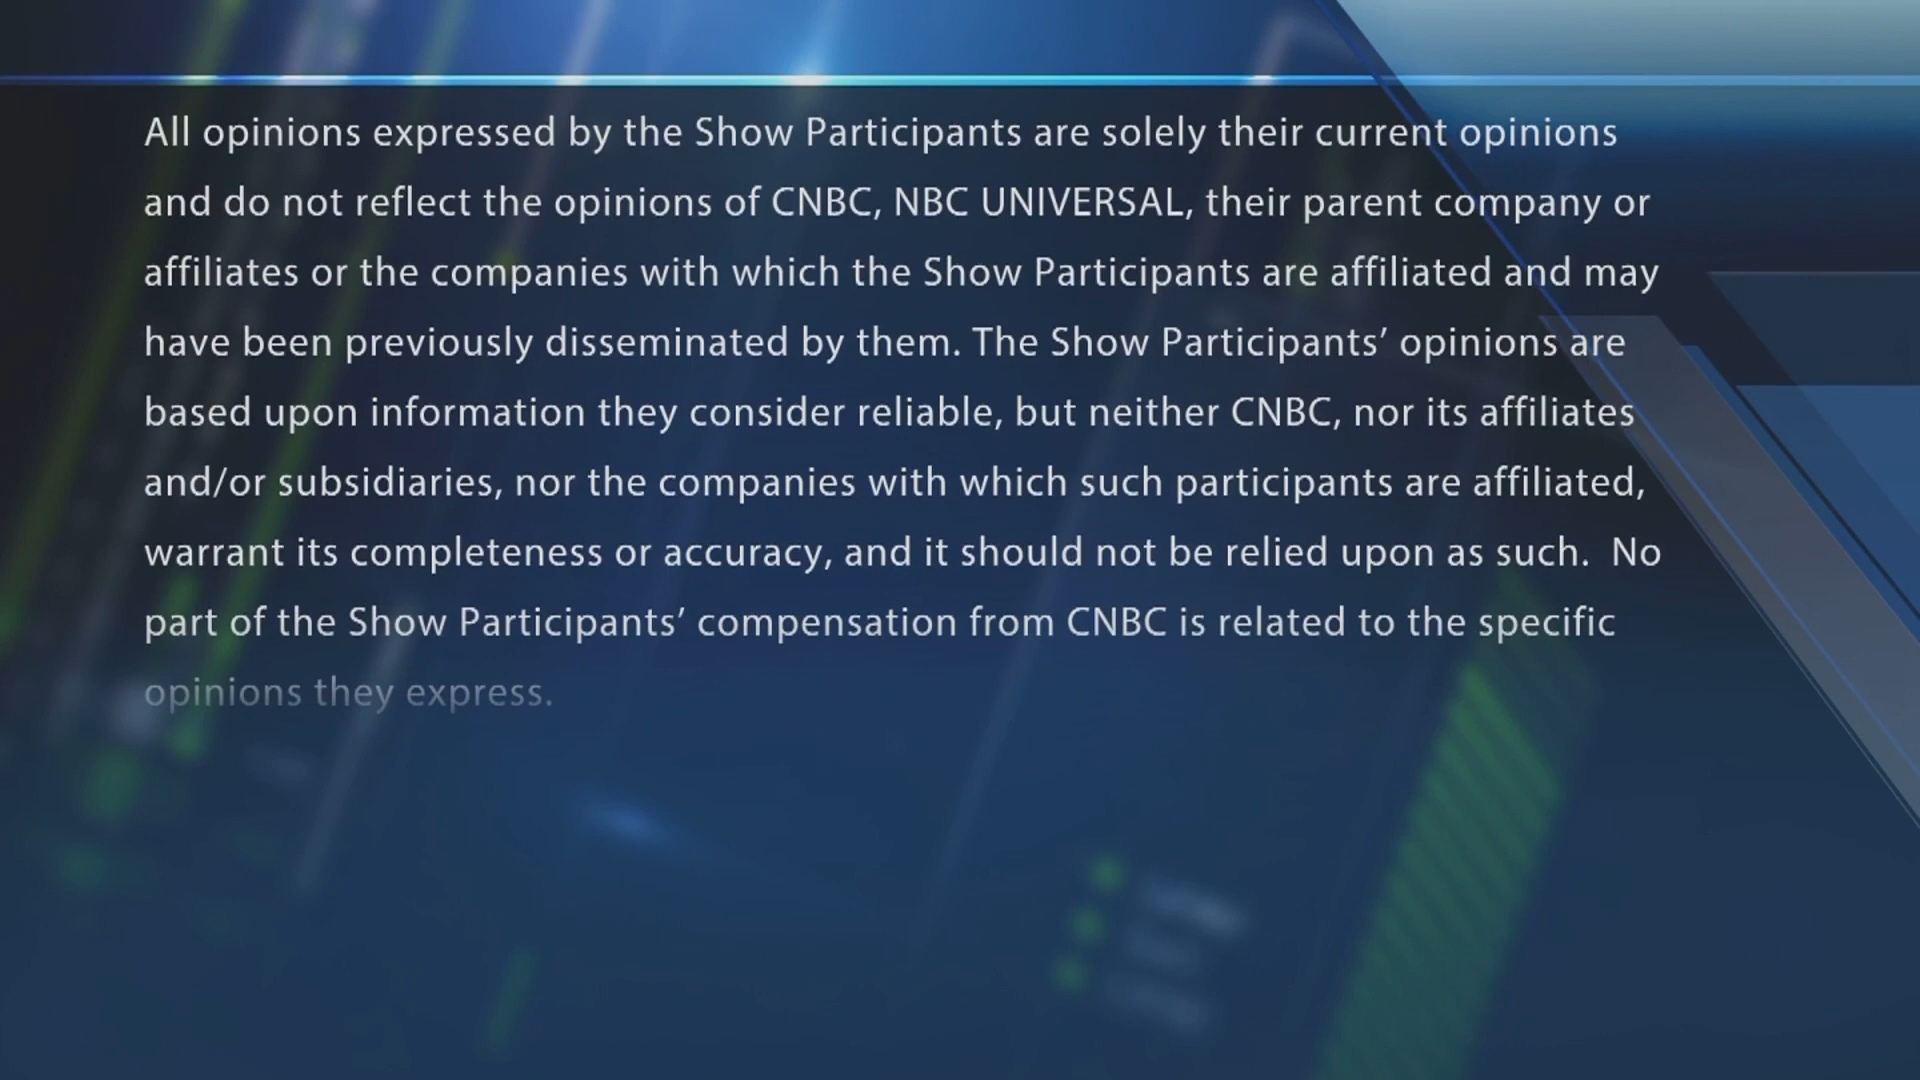 All opinions expressed by the Show Participants are solely their current opinions
and do not reflect the opinions of CNBC, NBC UNIVERSAL, their parent company or
affiliates or the companies with which the Show Participants are affiliated and may
have been previously disseminated by them. The Show Participants’ opinions are
based upon information they consider reliable, but neither CNBC, nor its affiliates
and/or subsidiaries, nor the companies with which such participants are affiliated,
warrant its completeness or accuracy, and it should not be relied upon as such.  No
part of the Show Participants’ compensation from CNBC is related to the specific
opinions they express.